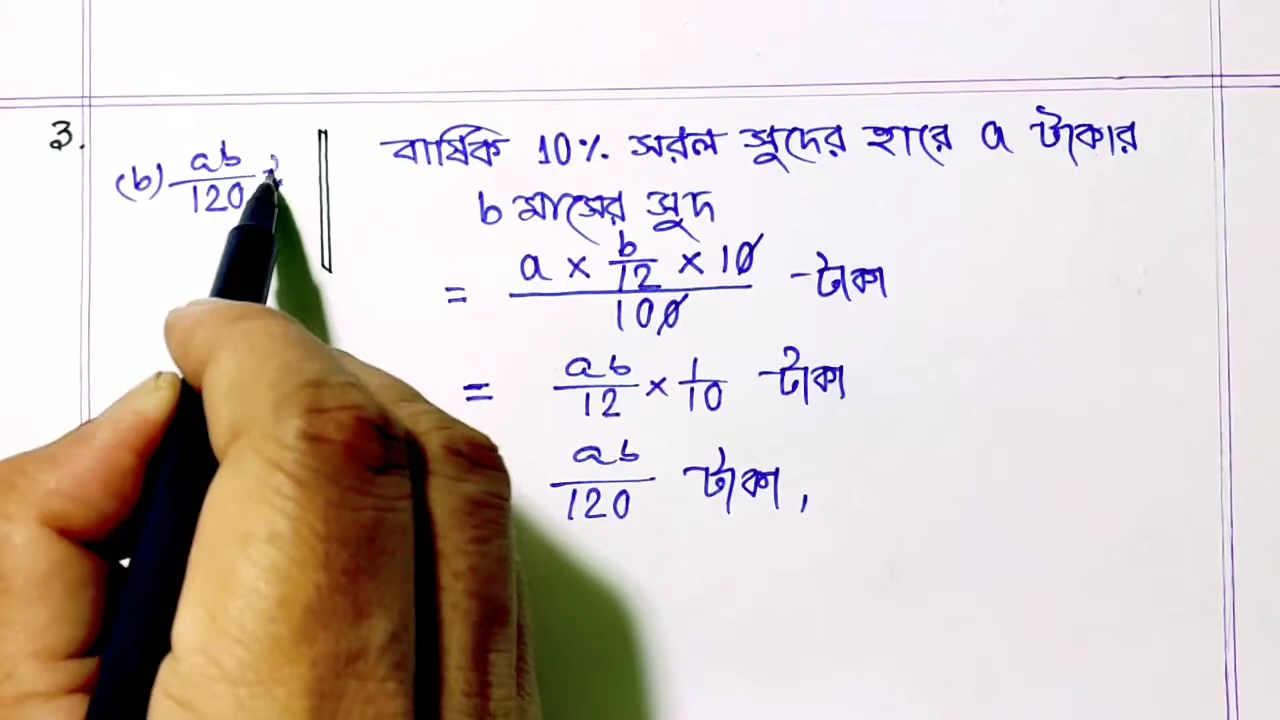 3.
(b) ab/120
বার্ষিক 10% সরল সুদের হারে a টাকার
b মাসের সুদ
= (a × b/12 × 10)/100 টাকা
= ab/12 × 1/10 টাকা
ab/120 টাকা,